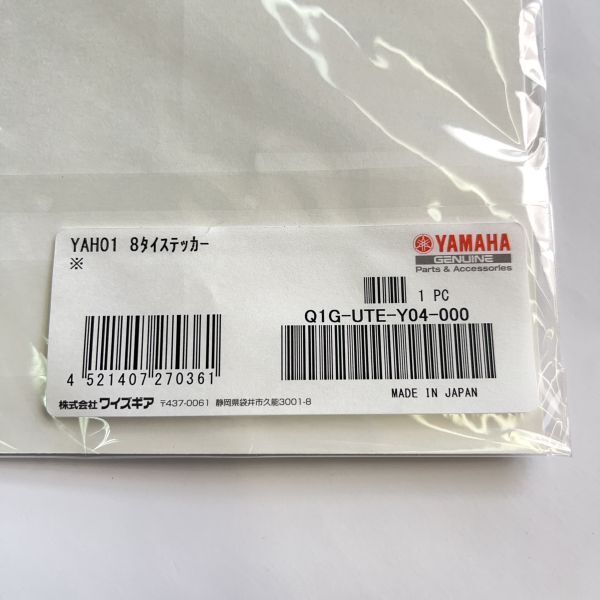 YAH01 8ﾀｲｽﾃｯｶｰ
※
YAMAHA
GENUINE
Parts & Accessories
1 PC
Q1G-UTE-Y04-000
4 521407 270361
MADE IN JAPAN
株式会社 ワイズギア 〒437-0061 静岡県袋井市久能3001-8